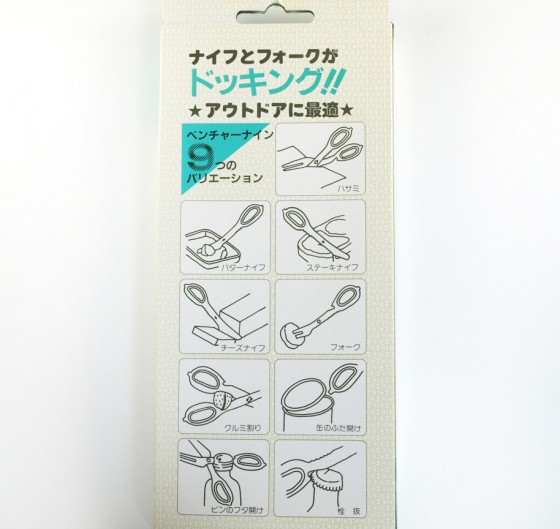 ナイフとフォークが
ドッキング!!
★アウトドアに最適★
ベンチャーナイン
9つの
バリエーション
ハサミ
バターナイフ
ステーキナイフ
チーズナイフ
フォーク
クルミ割り
缶のふた開け
ビンのフタ開け
栓 抜